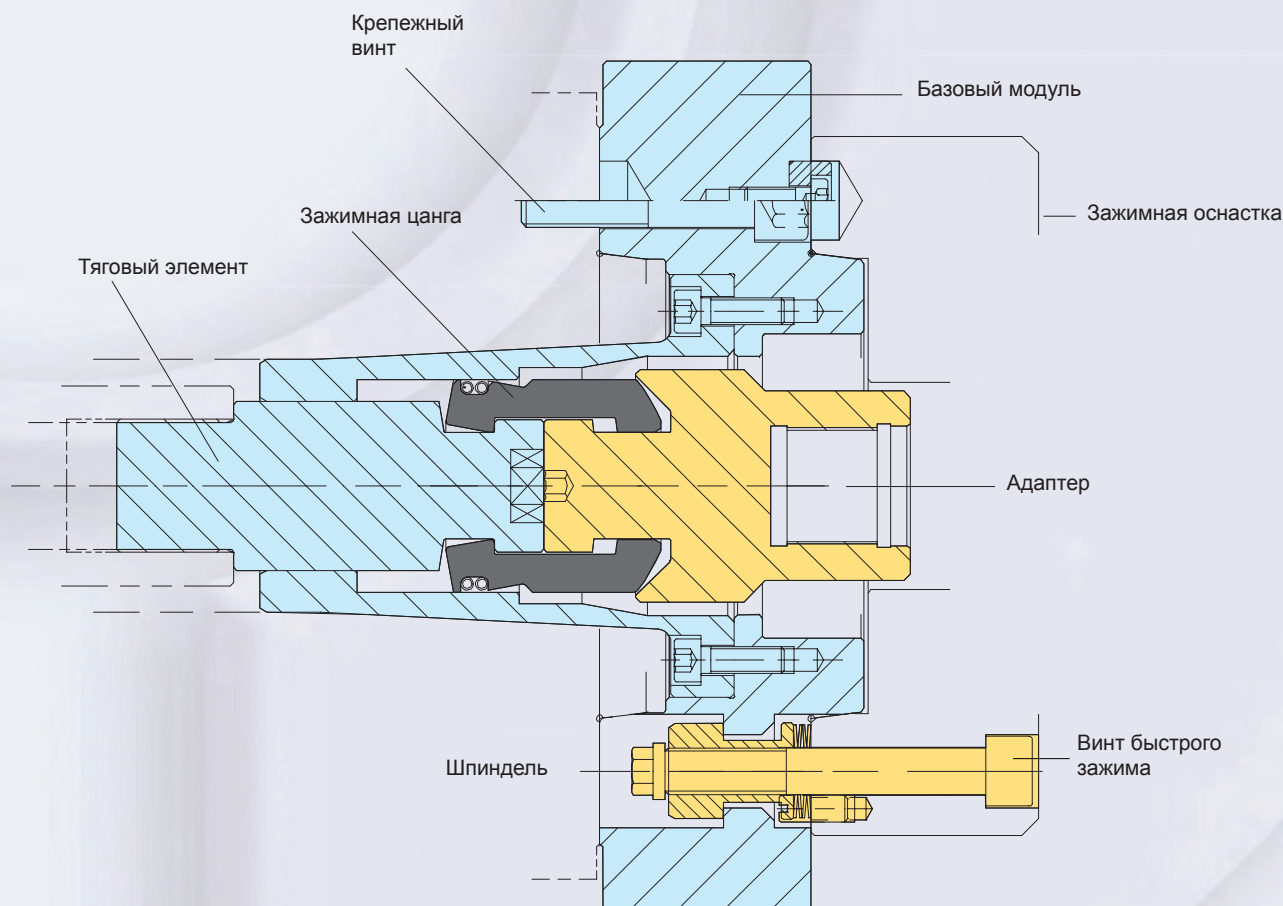 Крепежный
винт
Базовый модуль
Зажимная цанга
Зажимная оснастка
Тяговый элемент
Адаптер
Шпиндель
Винт быстрого
зажима